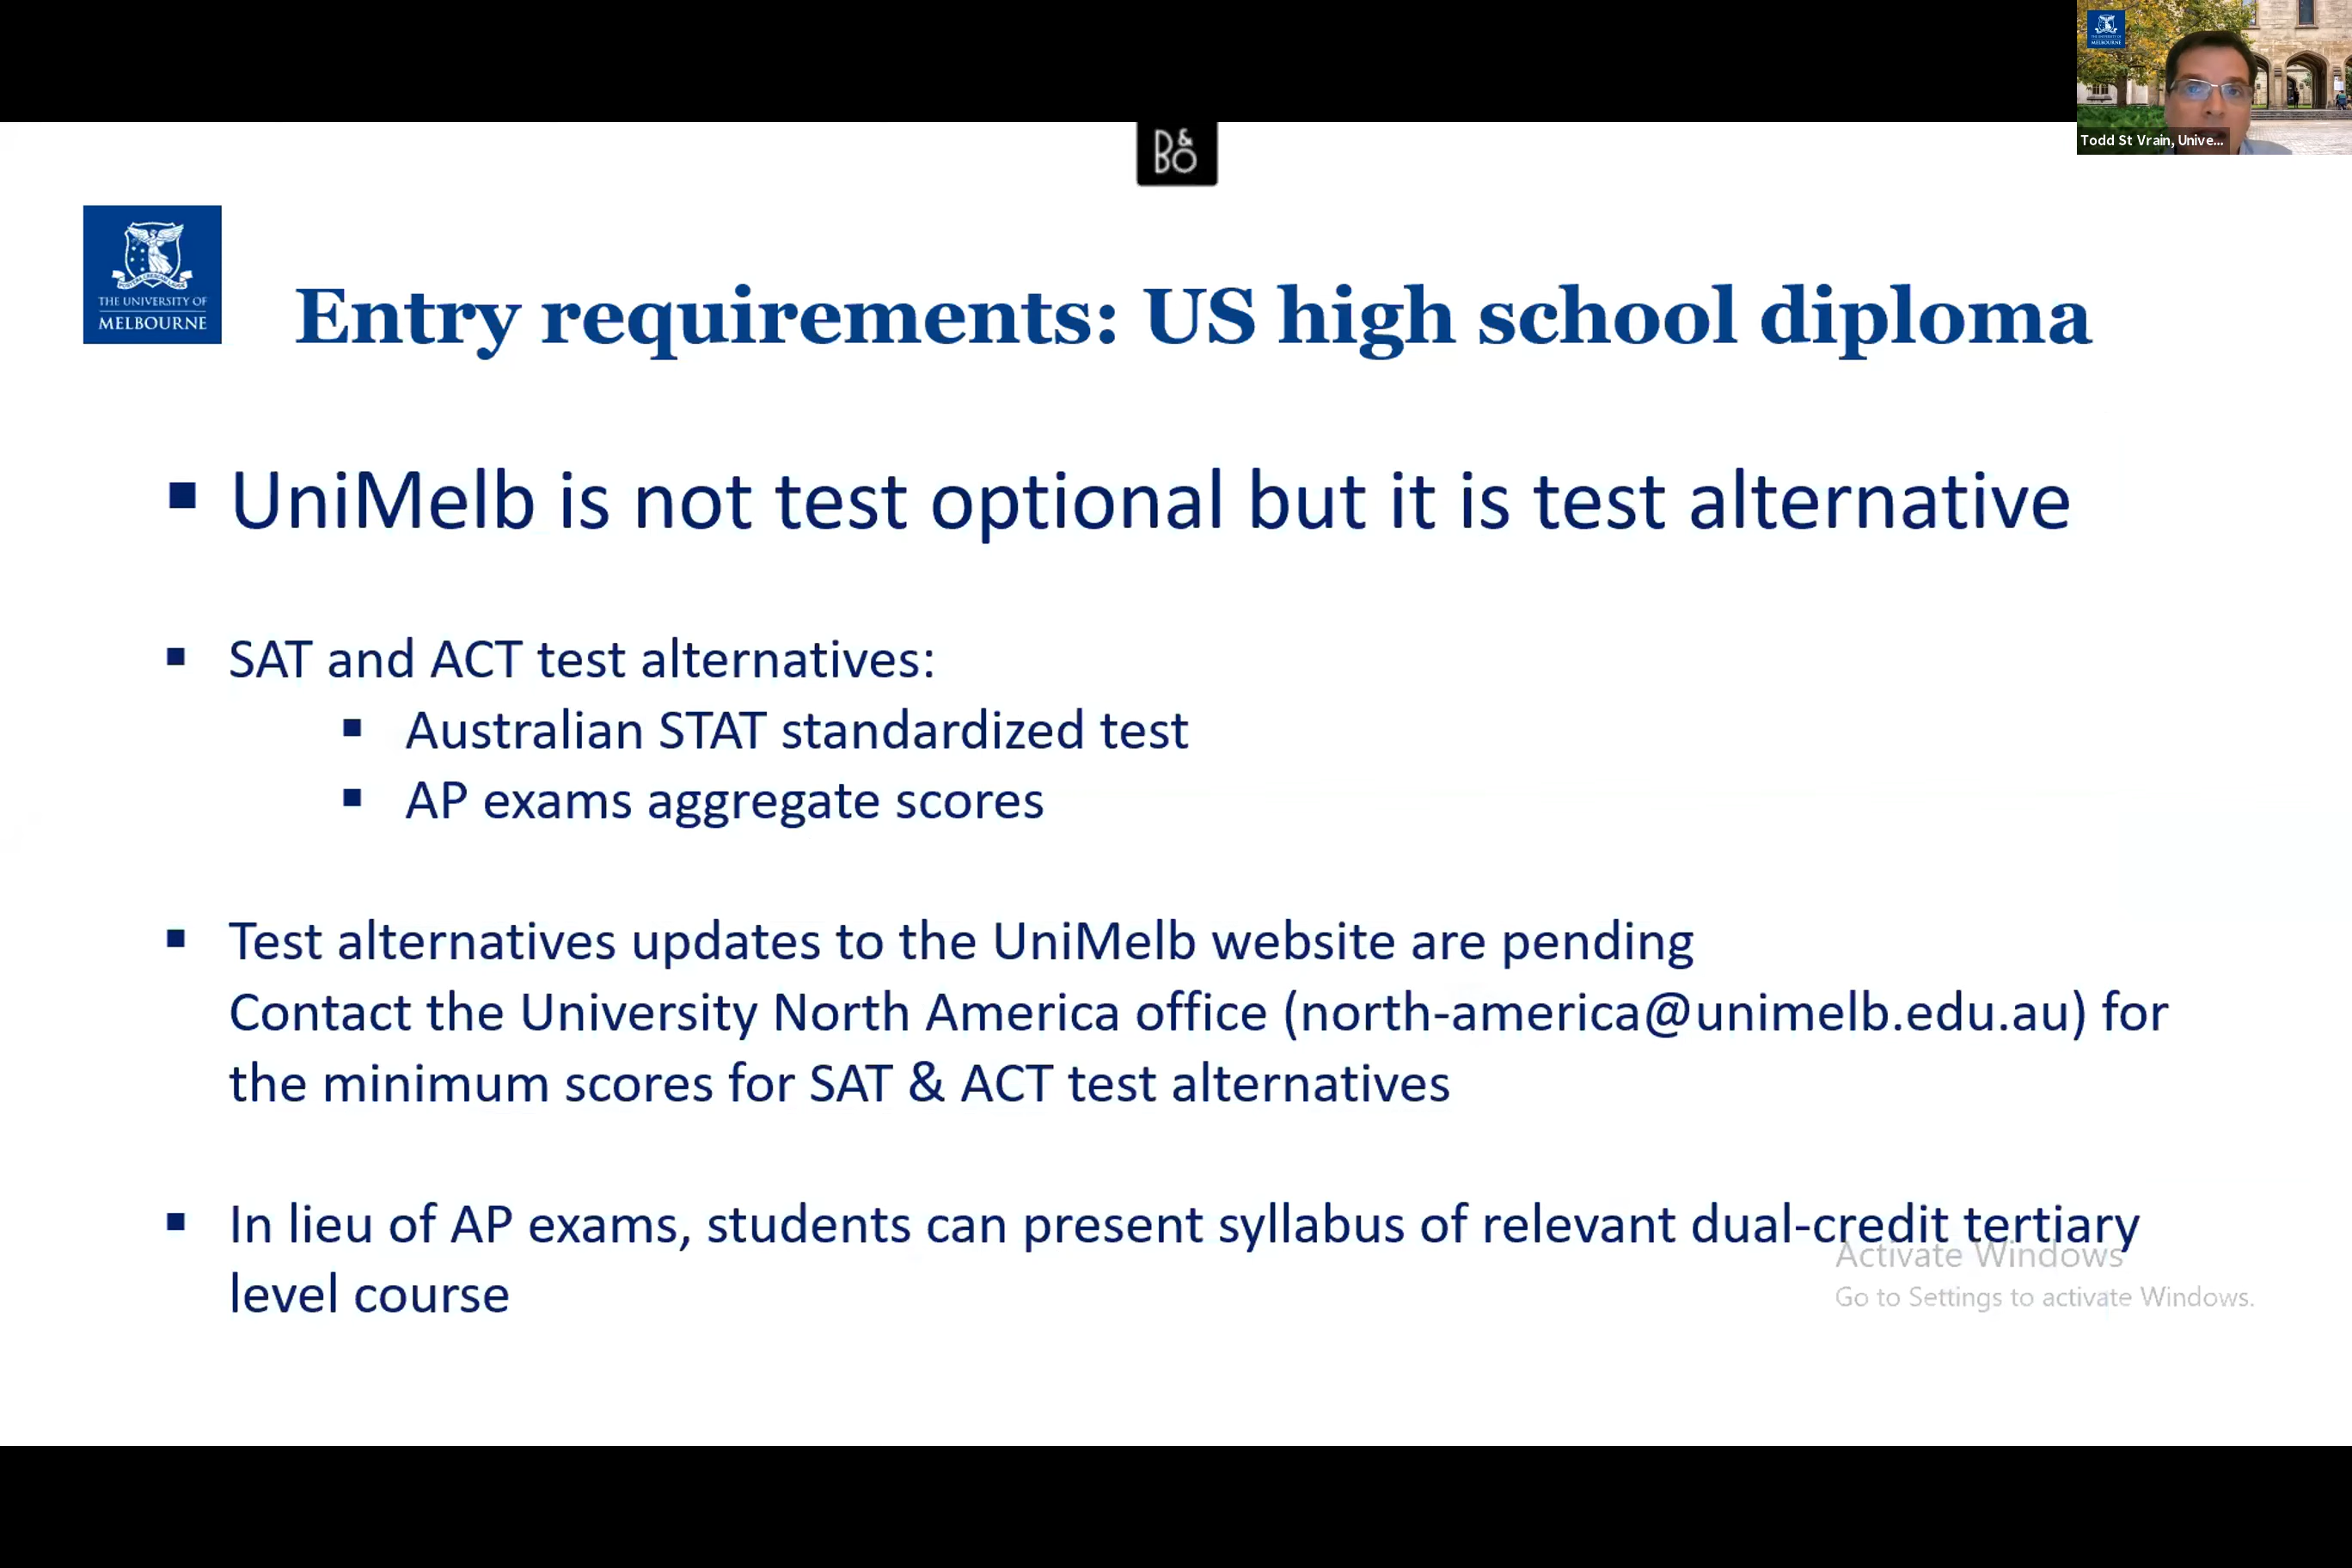 THE UNIVERSITY OF
MELBOURNE
Todd St Vrain, Unive...
B&O
THE UNIVERSITY OF
MELBOURNE
Entry requirements: US high school diploma
UniMelb is not test optional but it is test alternative
SAT and ACT test alternatives:
Australian STAT standardized test
AP exams aggregate scores
Test alternatives updates to the UniMelb website are pending
Contact the University North America office (north-america@unimelb.edu.au) for
the minimum scores for SAT & ACT test alternatives
In lieu of AP exams, students can present syllabus of relevant dual-credit tertiary
level course
Activate Windows
Go to Settings to activate Windows.